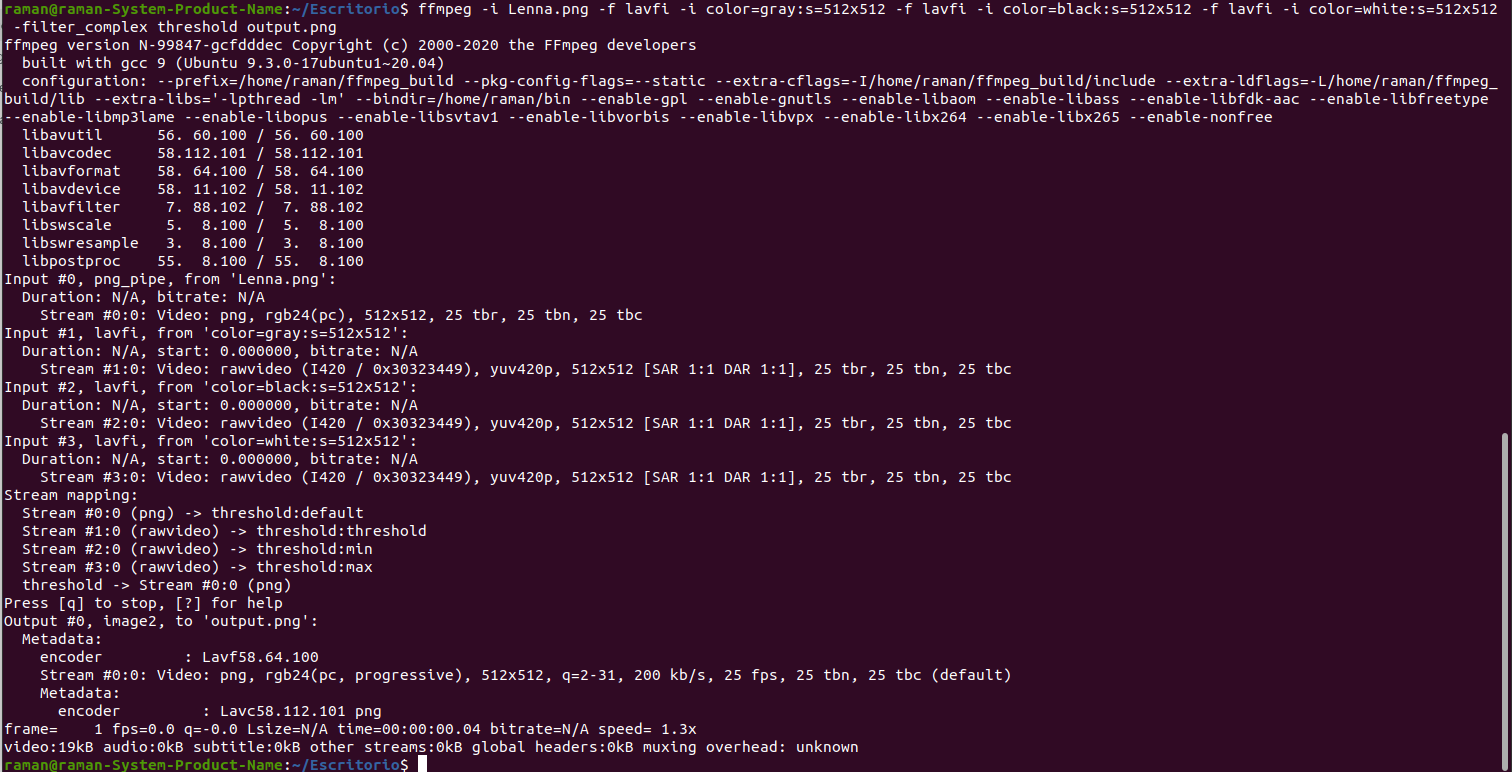 raman@raman-System-Product-Name:~/Escritorio$ ffmpeg -i Lenna.png -f lavfi -i color=gray:s=512x512 -f lavfi -i color=black:s=512x512 -f lavfi -i color=white:s=512x512
 -filter_complex threshold output.png
ffmpeg version N-99847-gcfdddec Copyright (c) 2000-2020 the FFmpeg developers
  built with gcc 9 (Ubuntu 9.3.0-17ubuntu1~20.04)
  configuration: --prefix=/home/raman/ffmpeg_build --pkg-config-flags=--static --extra-cflags=-I/home/raman/ffmpeg_build/include --extra-ldflags=-L/home/raman/ffmpeg_
build/lib --extra-libs='-lpthread -lm' --bindir=/home/raman/bin --enable-gpl --enable-gnutls --enable-libaom --enable-libass --enable-libfdk-aac --enable-libfreetype
--enable-libmp3lame --enable-libopus --enable-libsvtav1 --enable-libvorbis --enable-libvpx --enable-libx264 --enable-libx265 --enable-nonfree
  libavutil      56. 60.100 / 56. 60.100
  libavcodec     58.112.101 / 58.112.101
  libavformat    58. 64.100 / 58. 64.100
  libavdevice    58. 11.102 / 58. 11.102
  libavfilter     7. 88.102 /  7. 88.102
  libswscale      5.  8.100 /  5.  8.100
  libswresample   3.  8.100 /  3.  8.100
  libpostproc    55.  8.100 / 55.  8.100
Input #0, png_pipe, from 'Lenna.png':
  Duration: N/A, bitrate: N/A
    Stream #0:0: Video: png, rgb24(pc), 512x512, 25 tbr, 25 tbn, 25 tbc
Input #1, lavfi, from 'color=gray:s=512x512':
  Duration: N/A, start: 0.000000, bitrate: N/A
    Stream #1:0: Video: rawvideo (I420 / 0x30323449), yuv420p, 512x512 [SAR 1:1 DAR 1:1], 25 tbr, 25 tbn, 25 tbc
Input #2, lavfi, from 'color=black:s=512x512':
  Duration: N/A, start: 0.000000, bitrate: N/A
    Stream #2:0: Video: rawvideo (I420 / 0x30323449), yuv420p, 512x512 [SAR 1:1 DAR 1:1], 25 tbr, 25 tbn, 25 tbc
Input #3, lavfi, from 'color=white:s=512x512':
  Duration: N/A, start: 0.000000, bitrate: N/A
    Stream #3:0: Video: rawvideo (I420 / 0x30323449), yuv420p, 512x512 [SAR 1:1 DAR 1:1], 25 tbr, 25 tbn, 25 tbc
Stream mapping:
  Stream #0:0 (png) -> threshold:default
  Stream #1:0 (rawvideo) -> threshold:threshold
  Stream #2:0 (rawvideo) -> threshold:min
  Stream #3:0 (rawvideo) -> threshold:max
  threshold -> Stream #0:0 (png)
Press [q] to stop, [?] for help
Output #0, image2, to 'output.png':
  Metadata:
    encoder         : Lavf58.64.100
    Stream #0:0: Video: png, rgb24(pc, progressive), 512x512, q=2-31, 200 kb/s, 25 fps, 25 tbn, 25 tbc (default)
    Metadata:
      encoder         : Lavc58.112.101 png
frame=    1 fps=0.0 q=-0.0 Lsize=N/A time=00:00:00.04 bitrate=N/A speed= 1.3x
video:19kB audio:0kB subtitle:0kB other streams:0kB global headers:0kB muxing overhead: unknown
raman@raman-System-Product-Name:~/Escritorio$